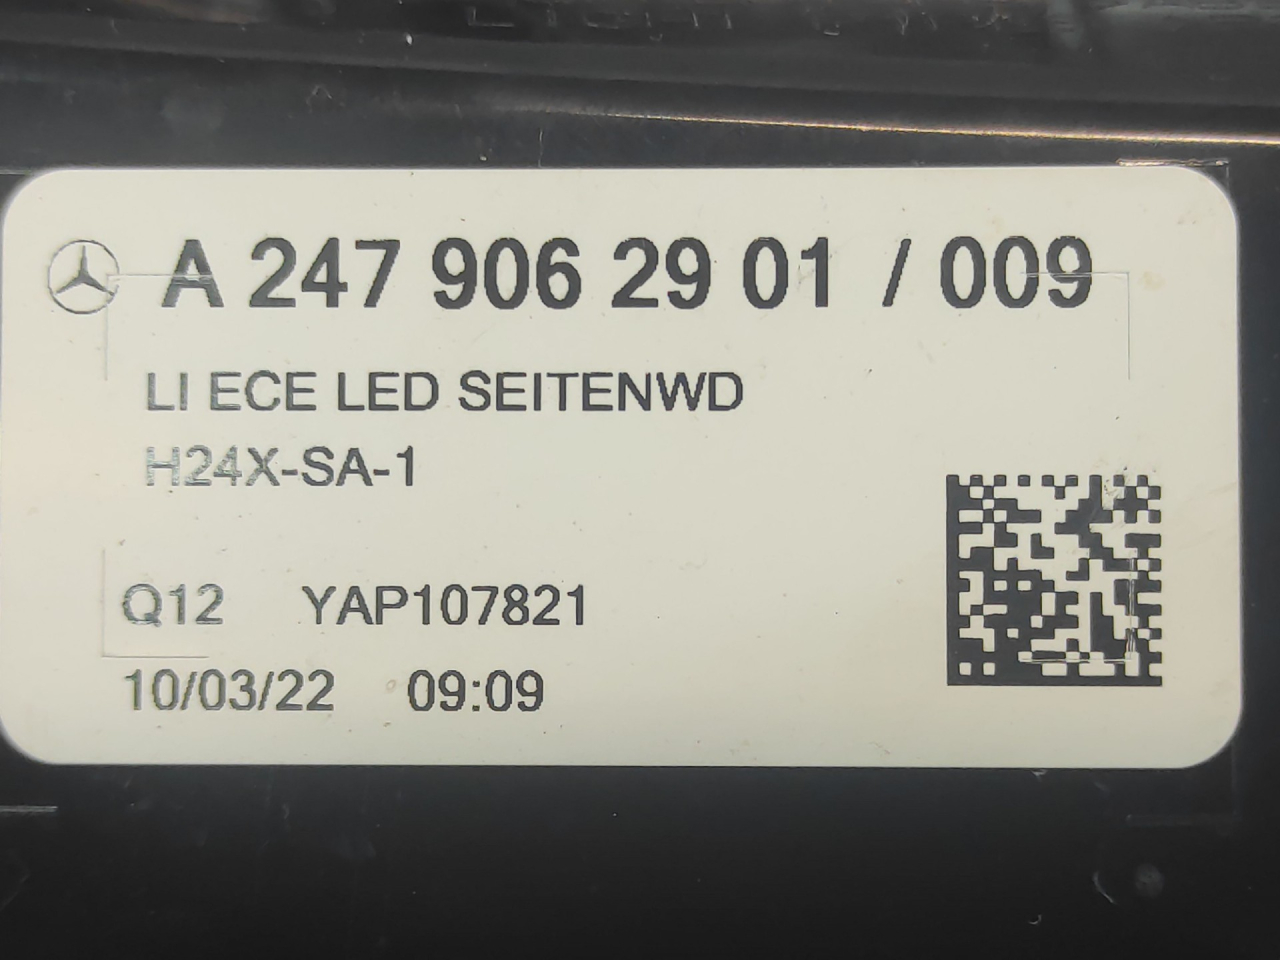 A 247 906 29 01 / 009
LI ECE LED SEITENWD
H24X-SA-1
Q12 YAP107821
10/03/22 09:09